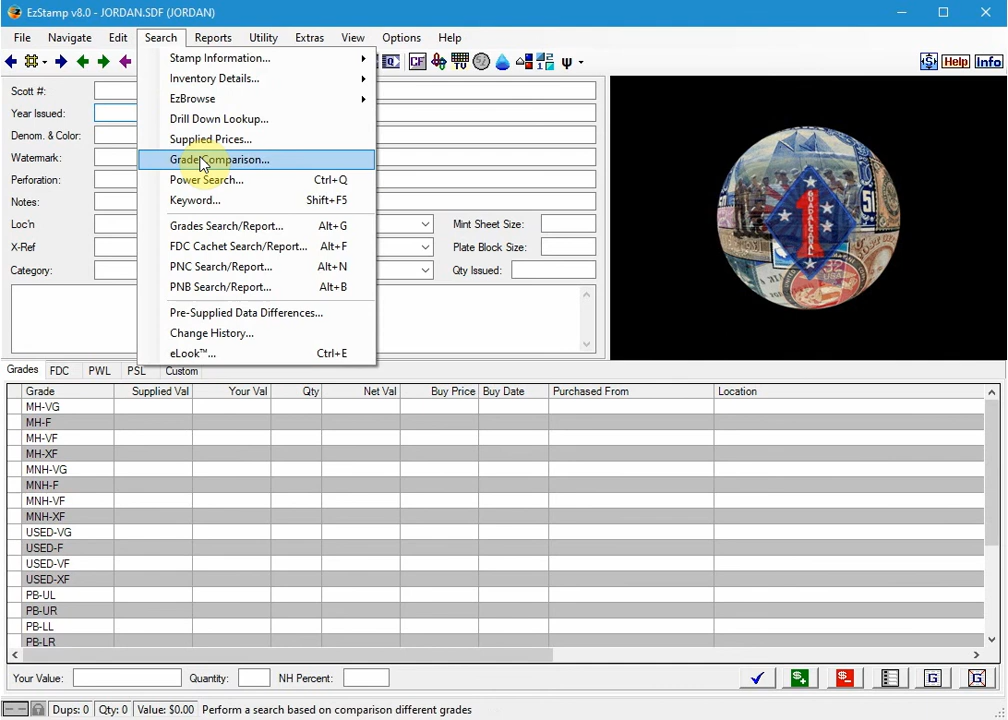 EzStamp v8.0 - JORDAN.SDF (JORDAN)
File Navigate Edit Search Reports Utility Extras View Options Help
CF TV Help Info
Scott #:
Year Issued:
Denom. & Color:
Watermark:
Perforation:
Notes:
Loc'n
X-Ref
Category:
Mint Sheet Size:
Plate Block Size:
Qty Issued:
Stamp Information...
Inventory Details...
EzBrowse
Drill Down Lookup...
Supplied Prices...
Grade Comparison...
Power Search... Ctrl+Q
Keyword... Shift+F5
Grades Search/Report... Alt+G
FDC Cachet Search/Report... Alt+F
PNC Search/Report... Alt+N
PNB Search/Report... Alt+B
Pre-Supplied Data Differences...
Change History...
eLook™... Ctrl+E
GUADALCANAL
1
32
USA
Grades FDC PWL PSL Custom
Grade Supplied Val Your Val Qty Net Val Buy Price Buy Date Purchased From Location
MH-VG
MH-F
MH-VF
MH-XF
MNH-VG
MNH-F
MNH-VF
MNH-XF
USED-VG
USED-F
USED-VF
USED-XF
PB-UL
PB-UR
PB-LL
PB-LR
Your Value: Quantity: NH Percent:
Dups: 0 Qty: 0 Value: $0.00 Perform a search based on comparison different grades